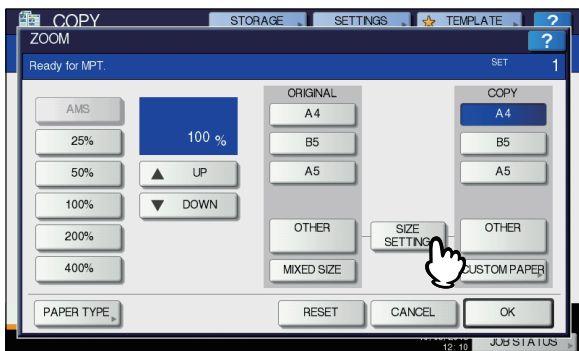 COPY STORAGE SETTINGS TEMPLATE ?
ZOOM ?
Ready for MPT. SET 1
ORIGINAL COPY
AMS A4 A4
25% 100 % B5 B5
50% UP A5 A5
100% DOWN
200% OTHER SIZE SETTING OTHER
400% MIXED SIZE CUSTOM PAPER
PAPER TYPE RESET CANCEL OK
12:10 JOB STATUS